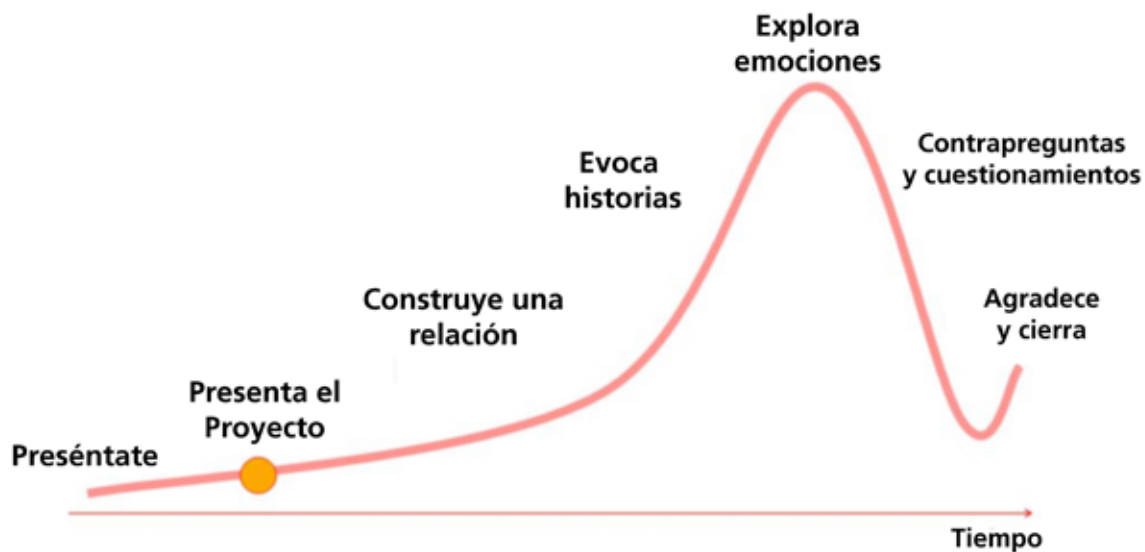 Preséntate
Presenta el
Proyecto
Construye una
relación
Evoca
historias
Explora
emociones
Contrapreguntas
y cuestionamientos
Agradece
y cierra
Tiempo